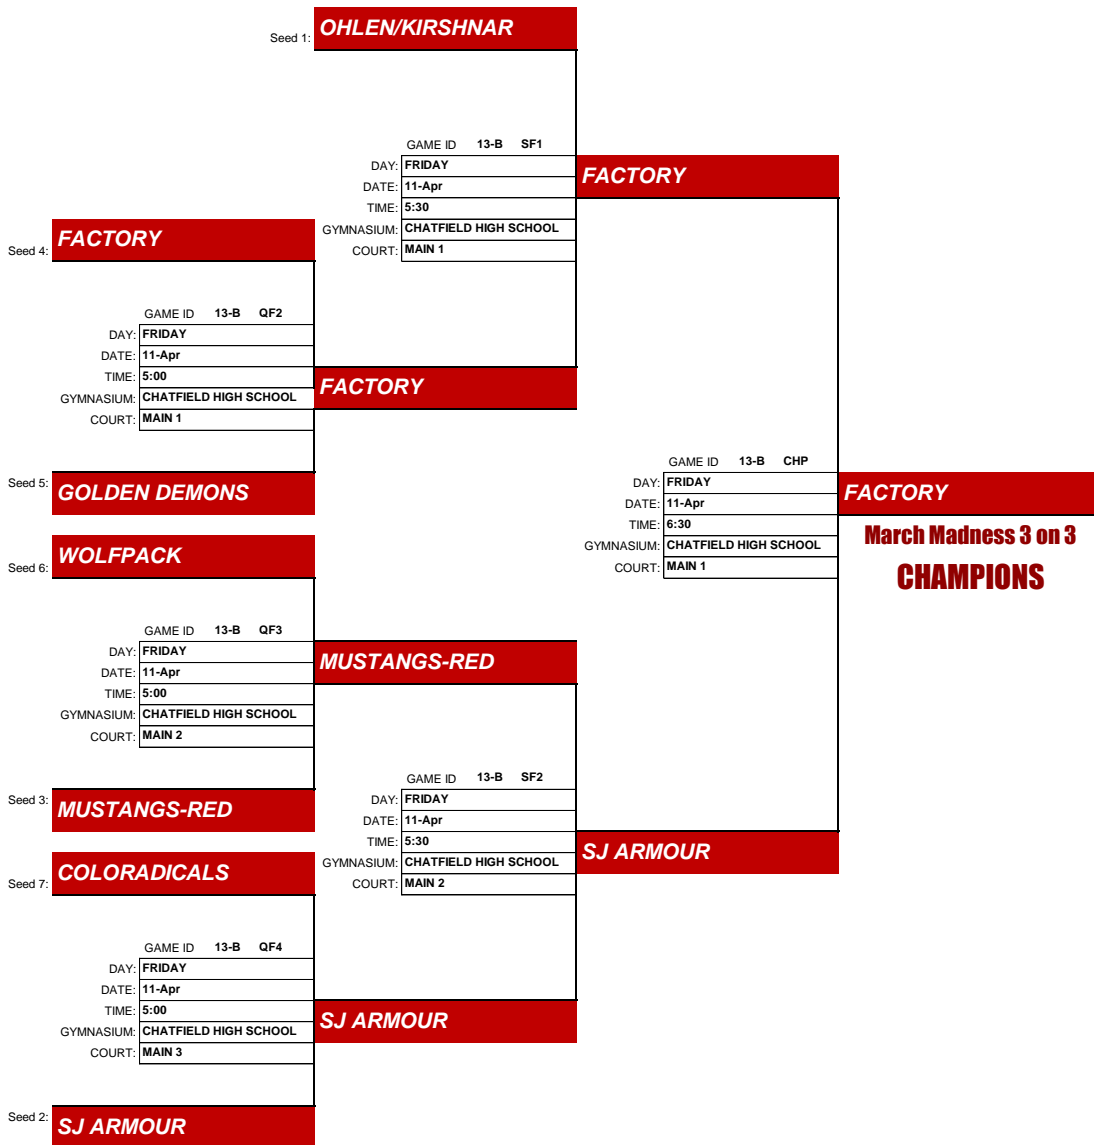 Seed 1: OHLEN/KIRSHNAR
GAME ID 13-B SF1
DAY: FRIDAY
DATE: 11-Apr
TIME: 5:30
GYMNASIUM: CHATFIELD HIGH SCHOOL
COURT: MAIN 1
FACTORY
Seed 4: FACTORY
GAME ID 13-B QF2
DAY: FRIDAY
DATE: 11-Apr
TIME: 5:00
GYMNASIUM: CHATFIELD HIGH SCHOOL
COURT: MAIN 1
FACTORY
Seed 5: GOLDEN DEMONS
GAME ID 13-B CHP
DAY: FRIDAY
DATE: 11-Apr
TIME: 6:30
GYMNASIUM: CHATFIELD HIGH SCHOOL
COURT: MAIN 1
FACTORY
March Madness 3 on 3
CHAMPIONS
Seed 6: WOLFPACK
GAME ID 13-B QF3
DAY: FRIDAY
DATE: 11-Apr
TIME: 5:00
GYMNASIUM: CHATFIELD HIGH SCHOOL
COURT: MAIN 2
MUSTANGS-RED
Seed 3: MUSTANGS-RED
GAME ID 13-B SF2
DAY: FRIDAY
DATE: 11-Apr
TIME: 5:30
GYMNASIUM: CHATFIELD HIGH SCHOOL
COURT: MAIN 2
SJ ARMOUR
Seed 7: COLORADICALS
GAME ID 13-B QF4
DAY: FRIDAY
DATE: 11-Apr
TIME: 5:00
GYMNASIUM: CHATFIELD HIGH SCHOOL
COURT: MAIN 3
SJ ARMOUR
Seed 2: SJ ARMOUR